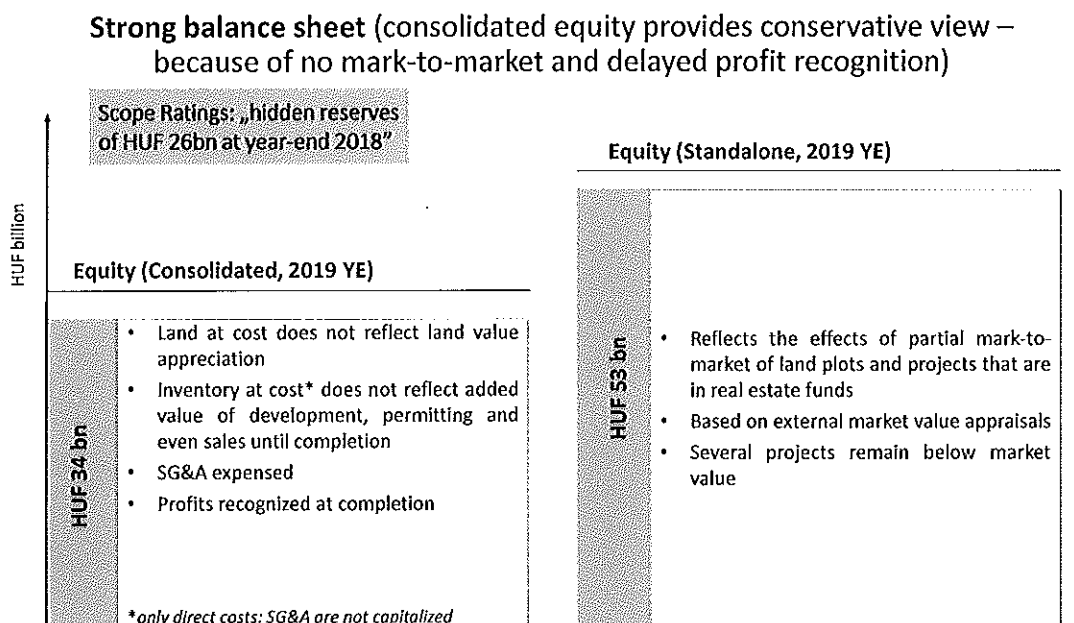 Strong balance sheet (consolidated equity provides conservative view –
because of no mark-to-market and delayed profit recognition)
Scope Ratings: „hidden reserves
of HUF 26bn at year-end 2018”
Equity (Standalone, 2019 YE)
HUF billion
Equity (Consolidated, 2019 YE)
HUF 34 bn
• Land at cost does not reflect land value
appreciation
• Inventory at cost* does not reflect added
value of development, permitting and
even sales until completion
• SG&A expensed
• Profits recognized at completion
*only direct costs; SG&A are not capitalized
HUF 53 bn
• Reflects the effects of partial mark-to-
market of land plots and projects that are
in real estate funds
• Based on external market value appraisals
• Several projects remain below market
value